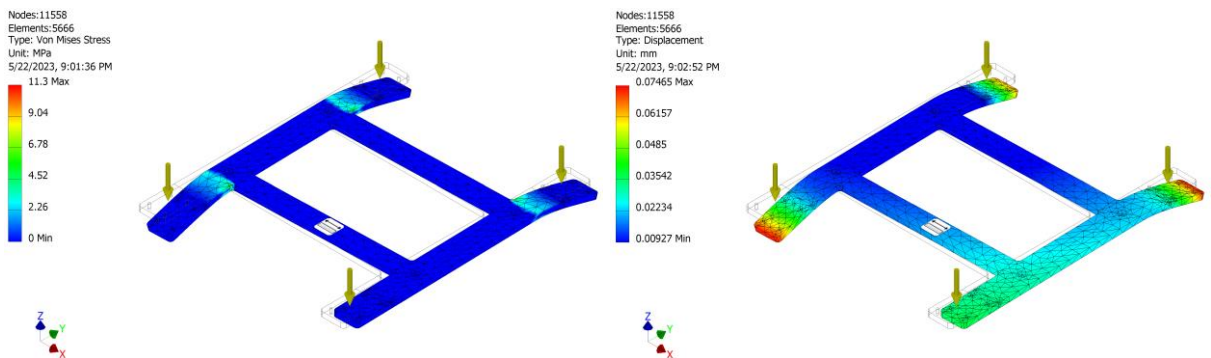 Nodes:11558
Elements:5666
Type: Von Mises Stress
Unit: MPa
5/22/2023, 9:01:36 PM
11.3 Max
9.04
6.78
4.52
2.26
0 Min
Z
Y
X
Nodes:11558
Elements:5666
Type: Displacement
Unit: mm
5/22/2023, 9:02:52 PM
0.07465 Max
0.06157
0.0485
0.03542
0.02234
0.00927 Min
Z
Y
X